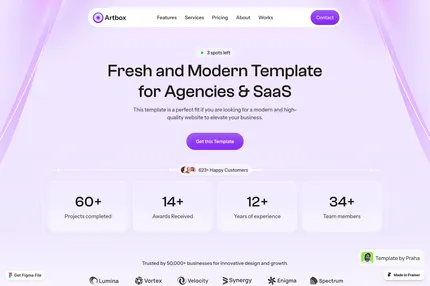 Artbox
Features Services Pricing About Works
Contact
3 spots left
Fresh and Modern Template
for Agencies & SaaS
This template is a perfect fit if you are looking for a modern and high-
quality website to elevate your business.
Get this Template
623+ Happy Customers
60+ 14+ 12+ 34+
Projects completed Awards Received Years of experience Team members
Trusted by 50,000+ businesses for innovative design and growth.
Template by Praha
Get Figma File
Made in Framer
Lumina Vortex Velocity Synergy Enigma Spectrum